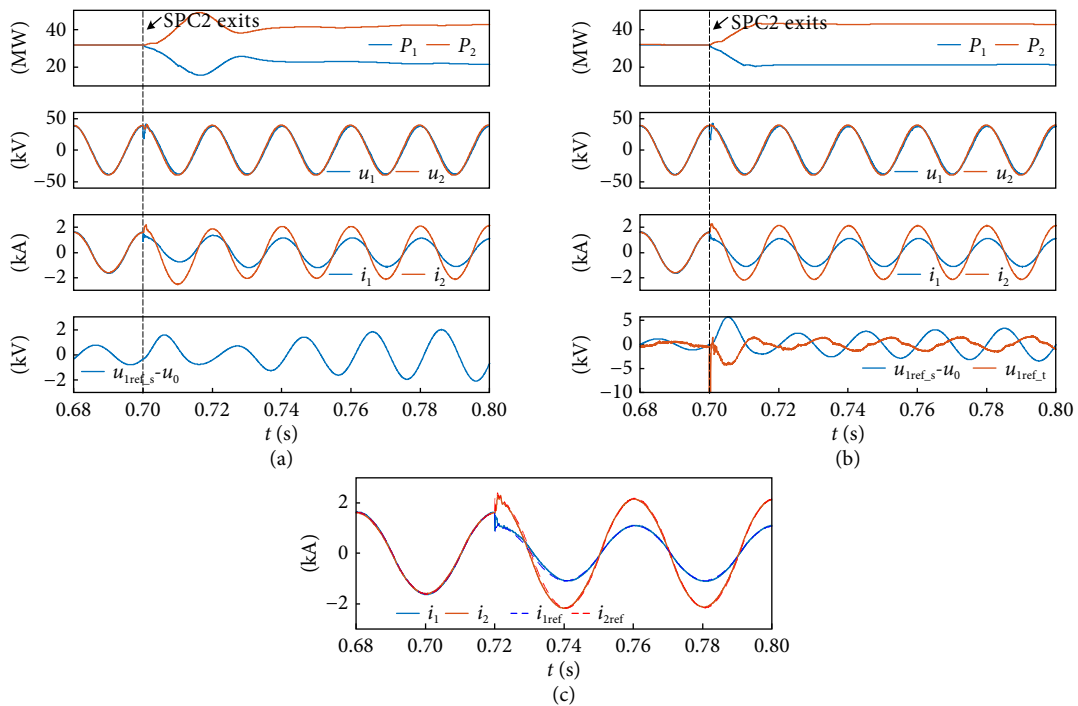 SPC2 exits
40
20
(MW)
P1 P2
50
0
−50
(kV)
u1 u2
2
0
−2
(kA)
i1 i2
2
0
−2
(kV)
u1ref_s-u0
0.68 0.70 0.72 0.74 0.76 0.78 0.80
t (s)
(a)
SPC2 exits
40
20
(MW)
P1 P2
50
0
−50
(kV)
u1 u2
2
0
−2
(kA)
i1 i2
5
0
−5
−10
(kV)
u1ref_s-u0 u1ref_t
0.68 0.70 0.72 0.74 0.76 0.78 0.80
t (s)
(b)
2
0
−2
(kA)
i1 i2 i1ref i2ref
0.68 0.70 0.72 0.74 0.76 0.78 0.80
t (s)
(c)